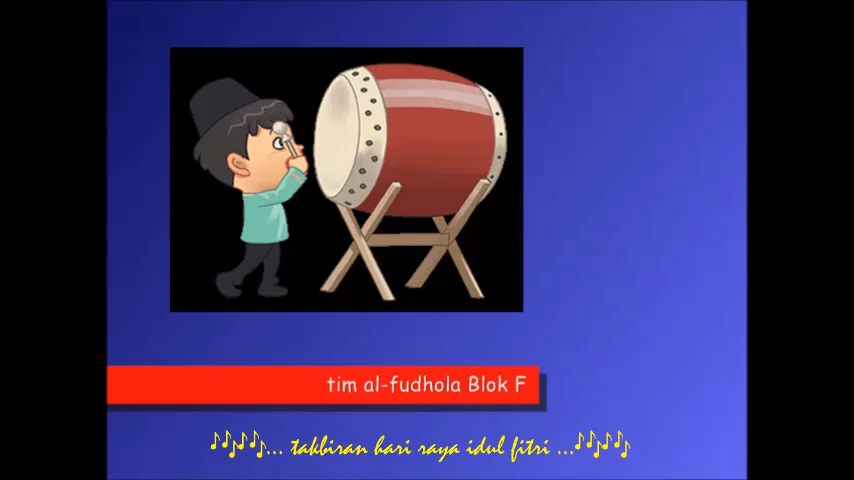 tim al-fudhola Blok F
... takbiran hari raya idul fitri ...